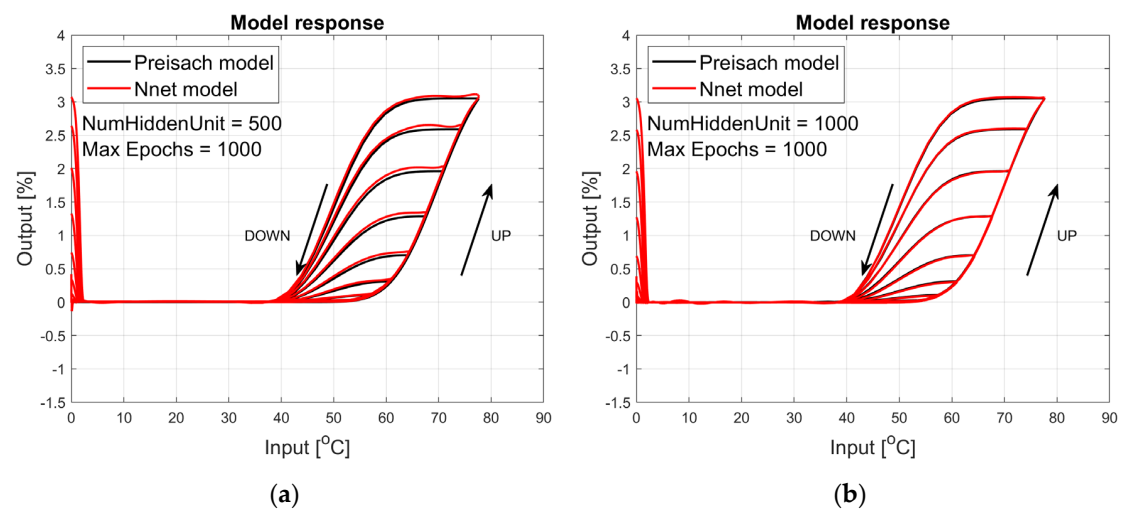 Model response
4
3.5
3
2.5
2
1.5
1
0.5
0
-0.5
-1
-1.5
Output [%]
Preisach model
Nnet model
NumHiddenUnit = 500
Max Epochs = 1000
DOWN
UP
0 10 20 30 40 50 60 70 80 90
Input [°C]
(a)
Model response
4
3.5
3
2.5
2
1.5
1
0.5
0
-0.5
-1
-1.5
Output [%]
Preisach model
Nnet model
NumHiddenUnit = 1000
Max Epochs = 1000
DOWN
UP
0 10 20 30 40 50 60 70 80 90
Input [°C]
(b)